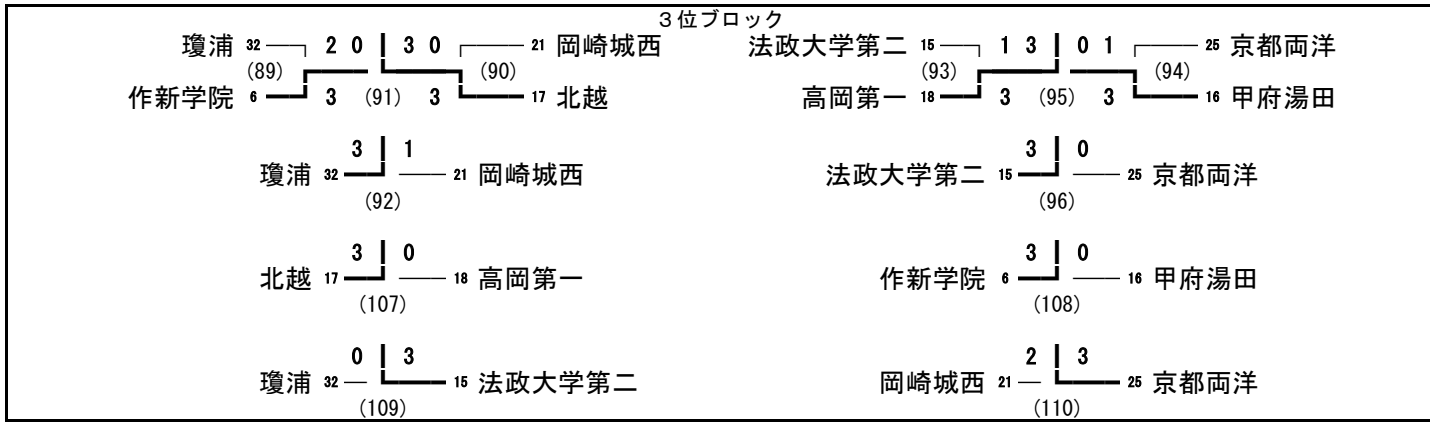 3位ブロック
瓊浦 32 2 0 3 0 21 岡崎城西 法政大学第二 15 1 3 0 1 25 京都両洋
(89) (90) (93) (94)
作新学院 6 3 (91) 3 17 北越 高岡第一 18 3 (95) 3 16 甲府湯田
3 1 3 0
瓊浦 32 21 岡崎城西 法政大学第二 15 25 京都両洋
(92) (96)
3 0 3 0
北越 17 18 高岡第一 作新学院 6 16 甲府湯田
(107) (108)
0 3 2 3
瓊浦 32 15 法政大学第二 岡崎城西 21 25 京都両洋
(109) (110)